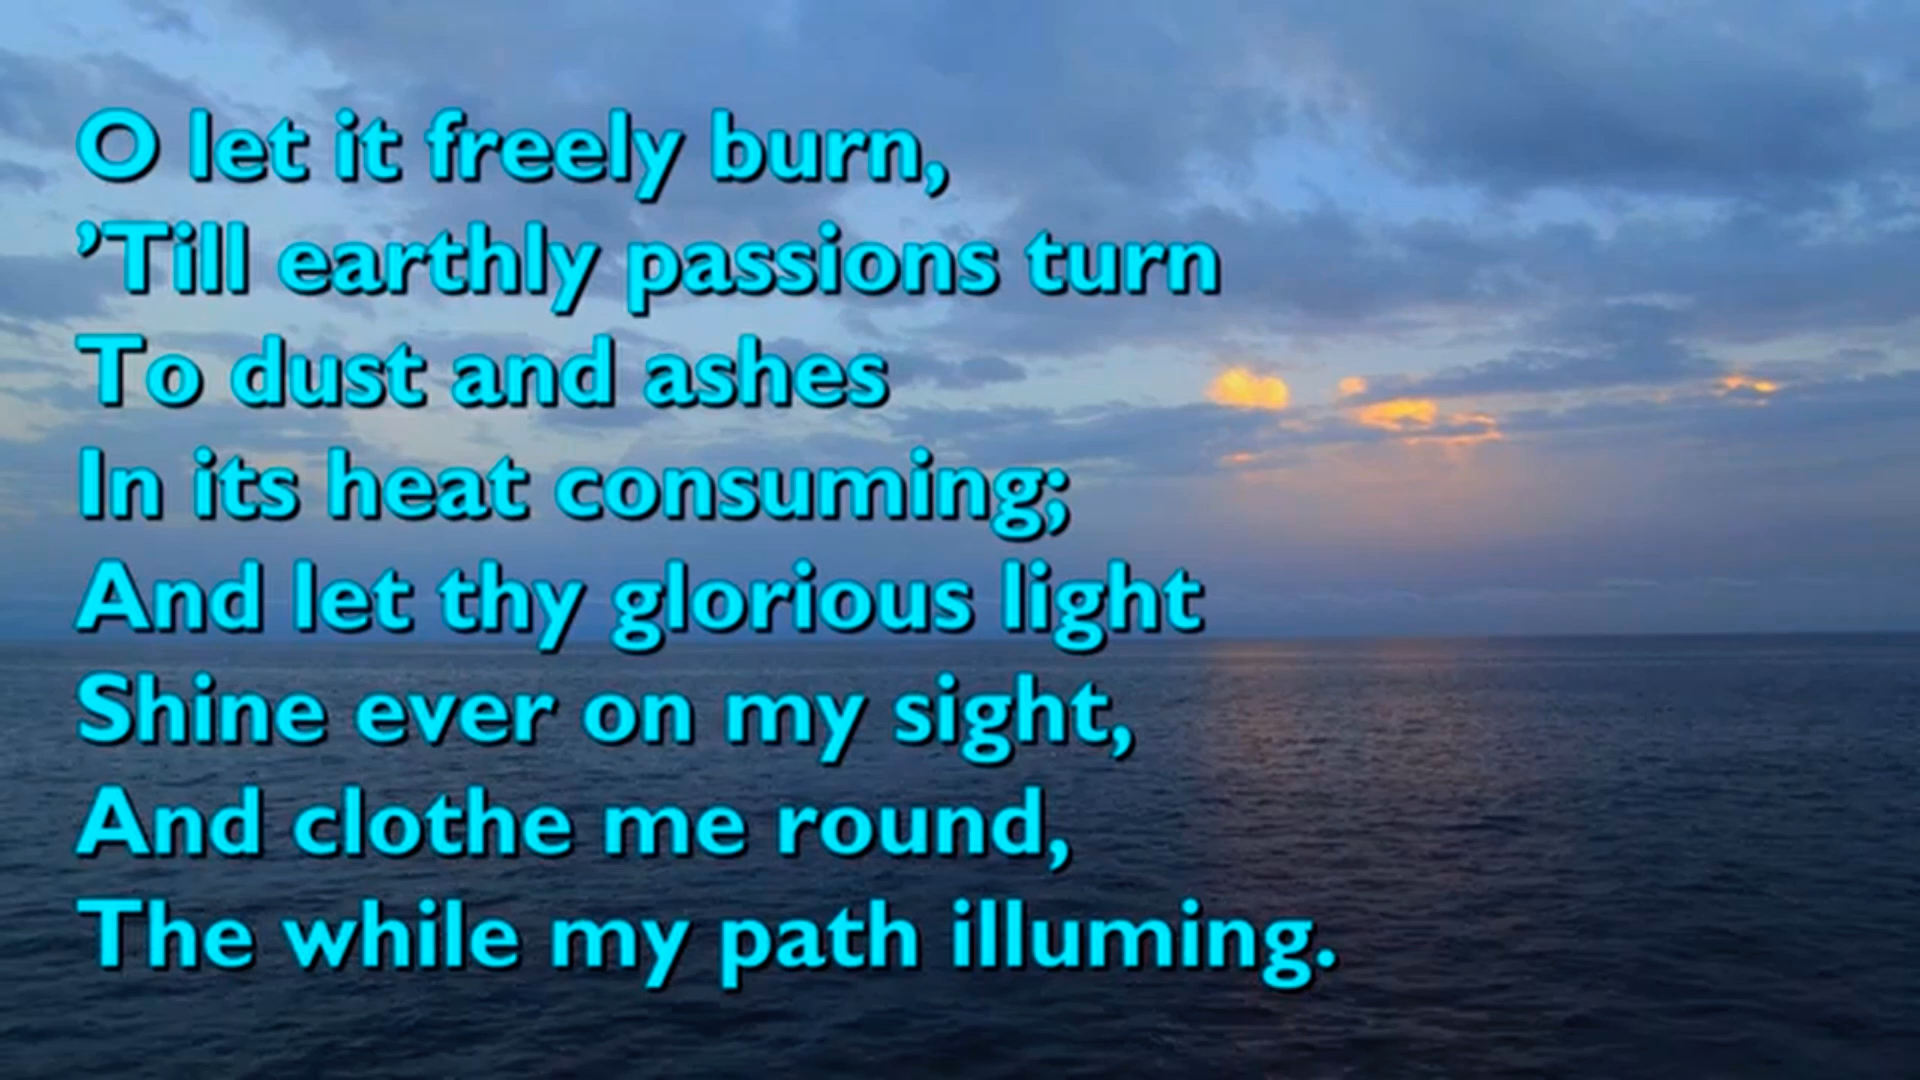 O let it freely burn,
’Till earthly passions turn
To dust and ashes
In its heat consuming;
And let thy glorious light
Shine ever on my sight,
And clothe me round,
The while my path illuming.